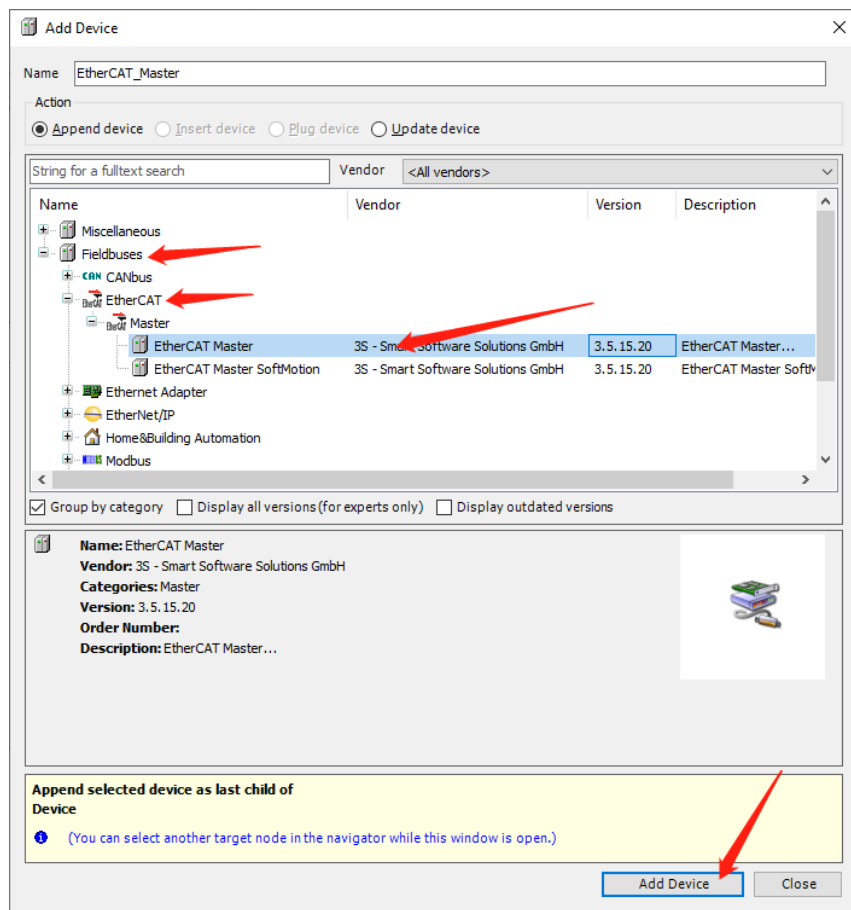 Add Device
Name EtherCAT_Master
Action
Append device Insert device Plug device Update device
String for a fulltext search Vendor <All vendors>
Name Vendor Version Description
Miscellaneous
Fieldbuses
CAN CANbus
EtherCAT
Master
EtherCAT Master 3S - Smart Software Solutions GmbH 3.5.15.20 EtherCAT Master...
EtherCAT Master SoftMotion 3S - Smart Software Solutions GmbH 3.5.15.20 EtherCAT Master Soft
Ethernet Adapter
EtherNet/IP
Home&Building Automation
Modbus
Group by category Display all versions (for experts only) Display outdated versions
Name: EtherCAT Master
Vendor: 3S - Smart Software Solutions GmbH
Categories: Master
Version: 3.5.15.20
Order Number:
Description: EtherCAT Master...
Append selected device as last child of
Device
(You can select another target node in the navigator while this window is open.)
Add Device Close